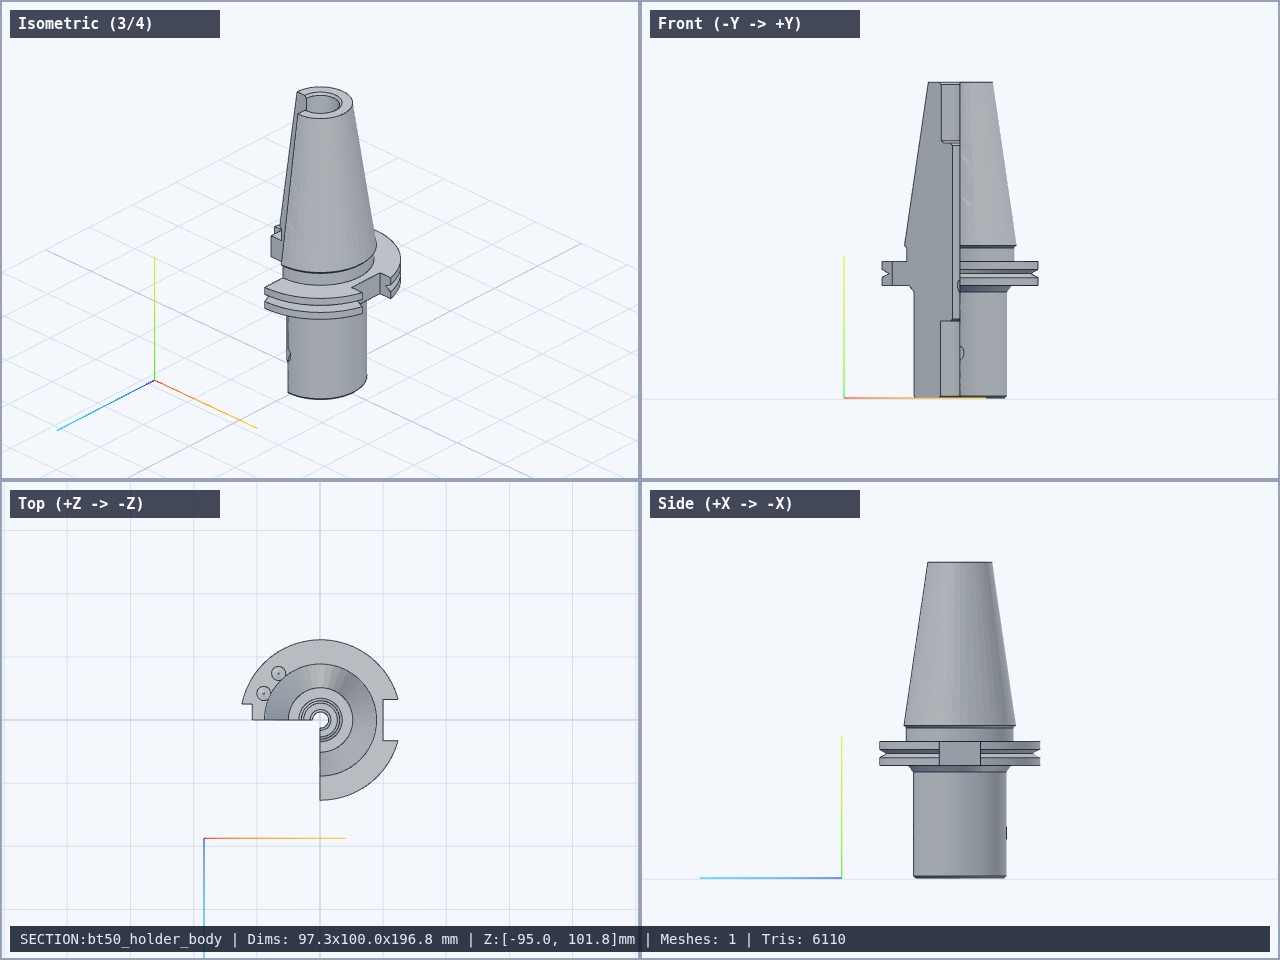 Isometric (3/4)
Front (-Y -> +Y)
Top (+Z -> -Z)
Side (+X -> -X)
SECTION:bt50_holder_body | Dims: 97.3x100.0x196.8 mm | Z:[-95.0, 101.8]mm | Meshes: 1 | Tris: 6110